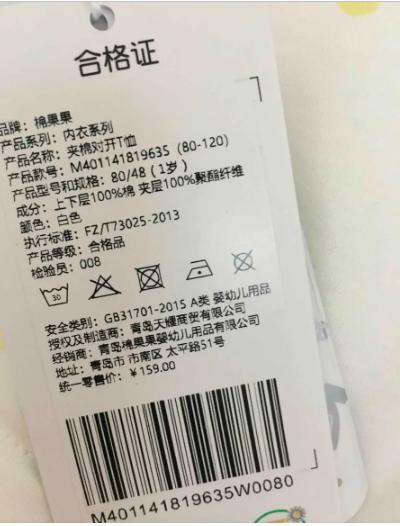 合格证
品牌：棉果果
产品系列：内衣系列
产品名称：夹棉对开T恤
产品款号：M401141819635（80-120）
产品型号和规格：80/48（1岁）
成分：上下层100%棉 夹层100%聚酯纤维
颜色：白色
执行标准：FZ/T73025-2013
产品等级：合格品
检验员：008
30
安全类别：GB31701-2015 A类 婴幼儿用品
授权及制造商：青岛天耀商贸有限公司
经销商：青岛棉果果婴幼儿用品有限公司
地址：青岛市 市南区 太平路51号
统一零售价：￥159.00
M401141819635W0080